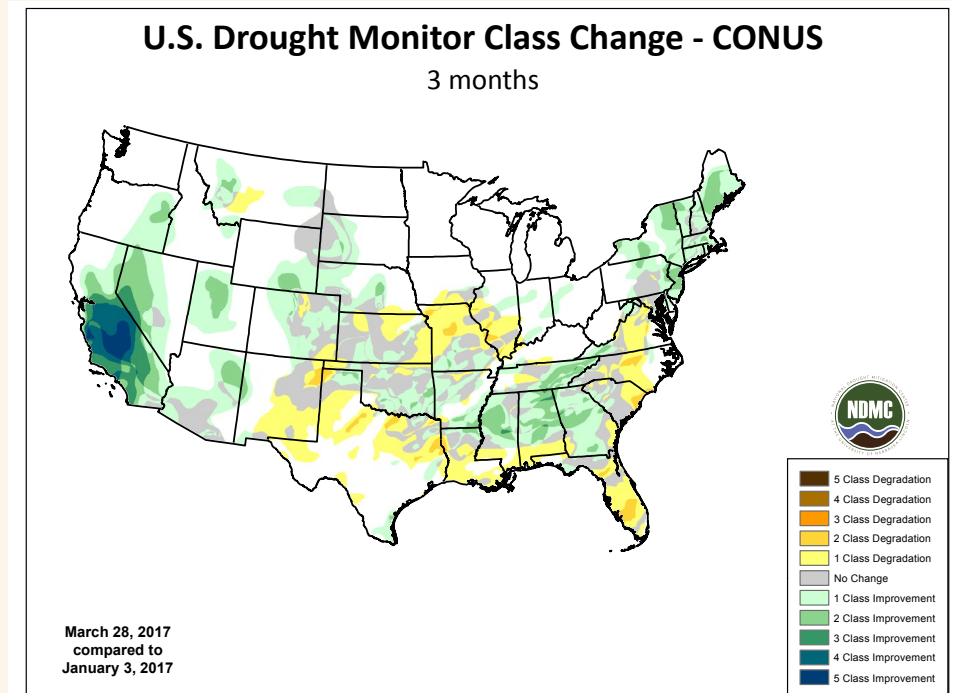 U.S. Drought Monitor Class Change - CONUS
3 months
NDMC
5 Class Degradation
4 Class Degradation
3 Class Degradation
2 Class Degradation
1 Class Degradation
No Change
1 Class Improvement
2 Class Improvement
3 Class Improvement
4 Class Improvement
5 Class Improvement
March 28, 2017
compared to
January 3, 2017